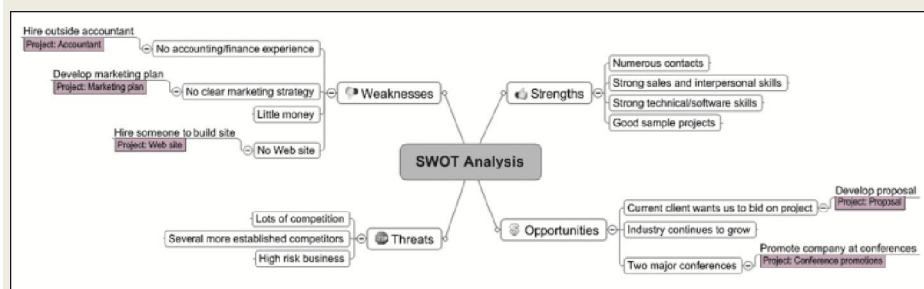 Hire outside accountant
Project: Accountant
No accounting/finance experience
Develop marketing plan
Project: Marketing plan
No clear marketing strategy
Weaknesses
Little money
Hire someone to build site
Project: Web site
No Web site
Numerous contacts
Strong sales and interpersonal skills
Strengths
Strong technical/software skills
Good sample projects
SWOT Analysis
Lots of competition
Several more established competitors
Threats
High risk business
Develop proposal
Project: Proposal
Current client wants us to bid on project
Opportunities
Industry continues to grow
Promote company at conferences
Project: Conference promotions
Two major conferences